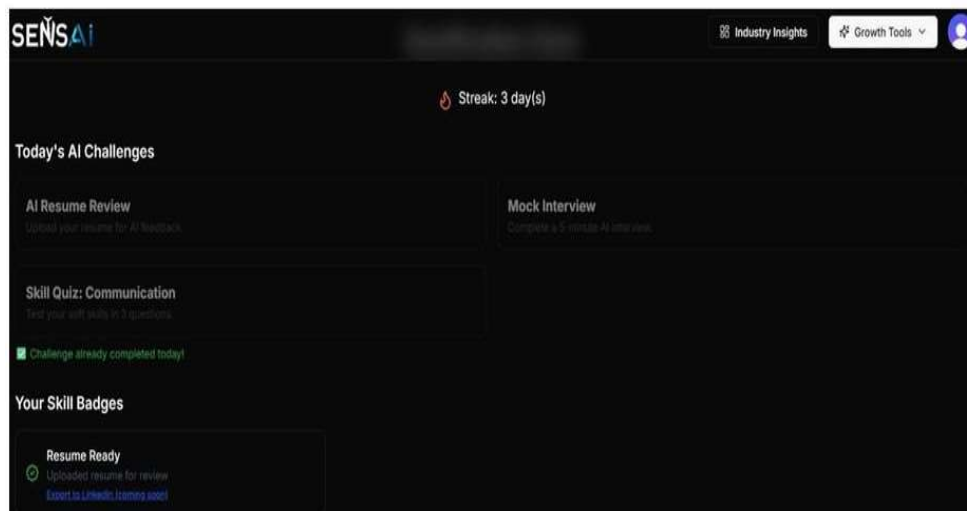 SENSAi
Industry Insights
Growth Tools
Streak: 3 day(s)
Today's AI Challenges
AI Resume Review
Upload your resume for AI feedback
Mock Interview
Complete a 5-minute AI interview.
Skill Quiz: Communication
Test your soft skills in 3 questions.
Challenge already completed today!
Your Skill Badges
Resume Ready
Uploaded resume for review
Export to LinkedIn (coming soon)